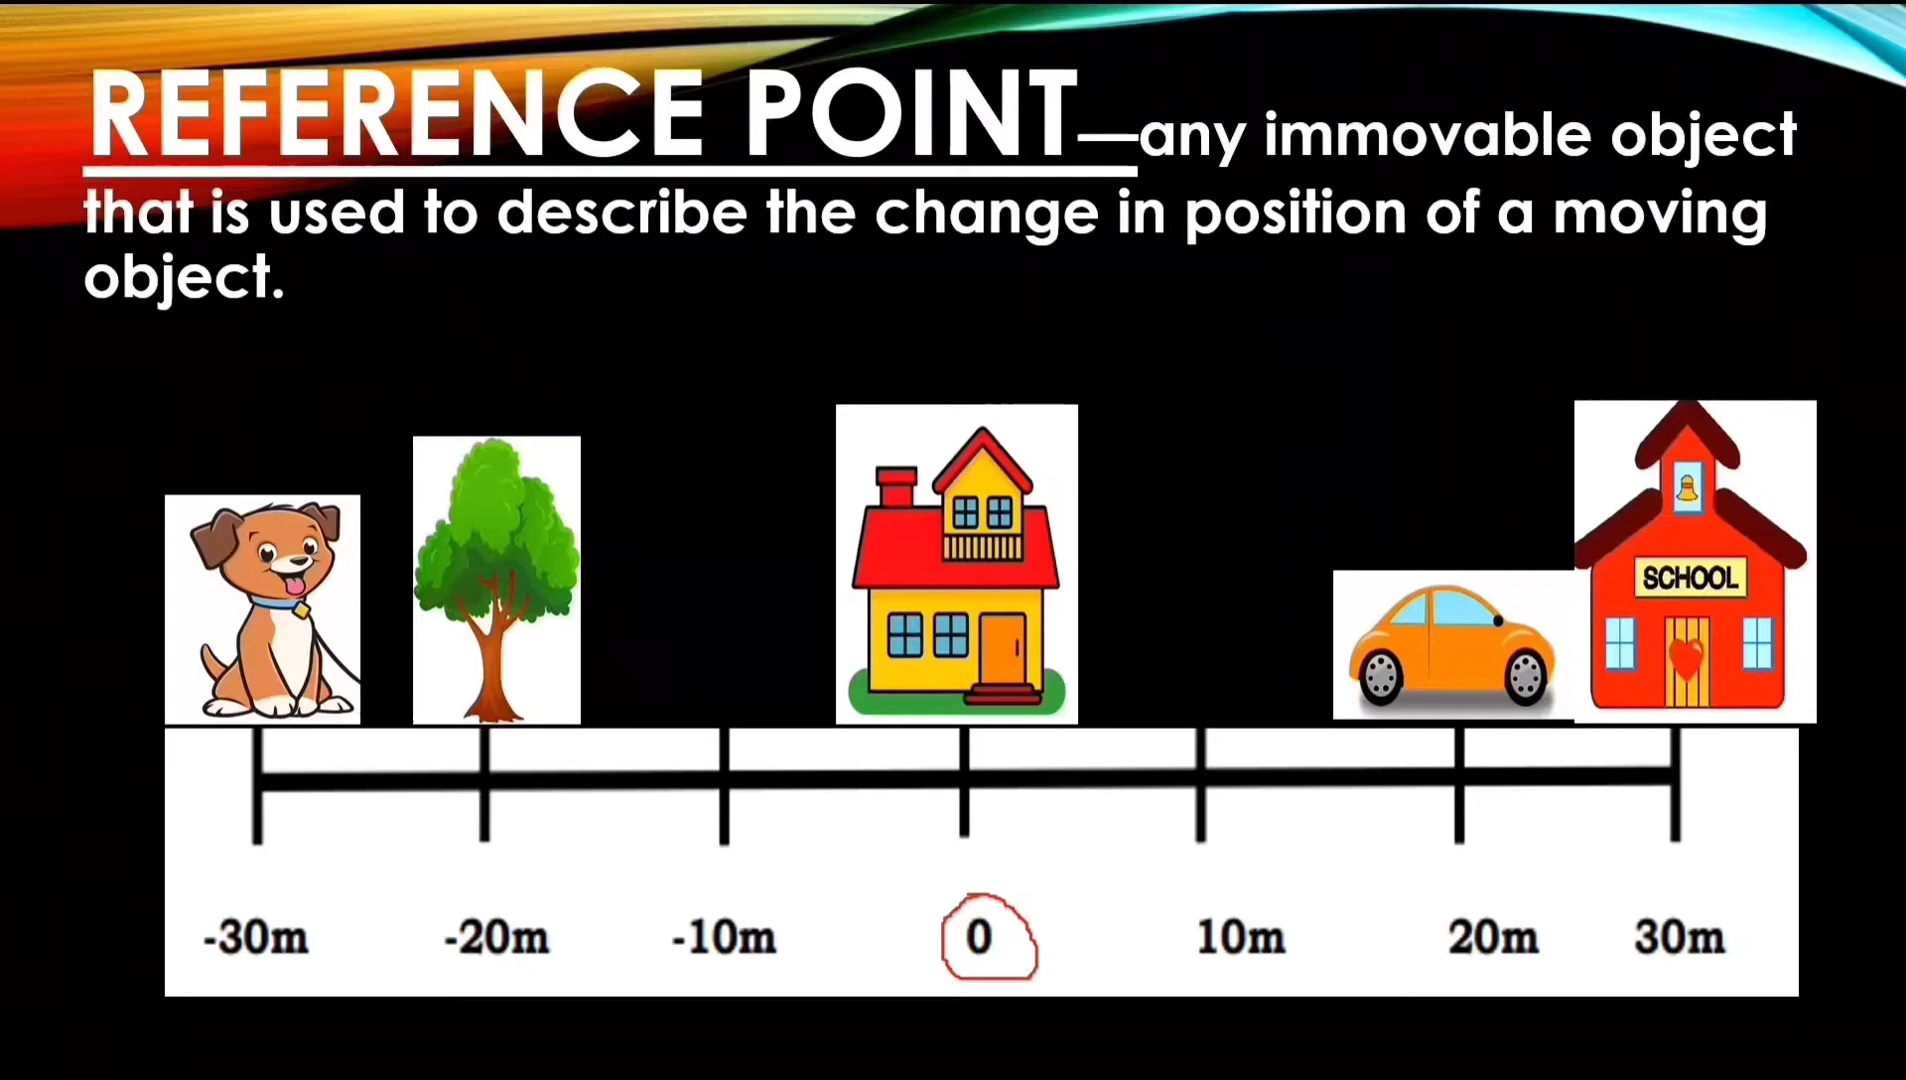 REFERENCE POINT—any immovable object
that is used to describe the change in position of a moving
object.
SCHOOL
-30m -20m -10m 0 10m 20m 30m